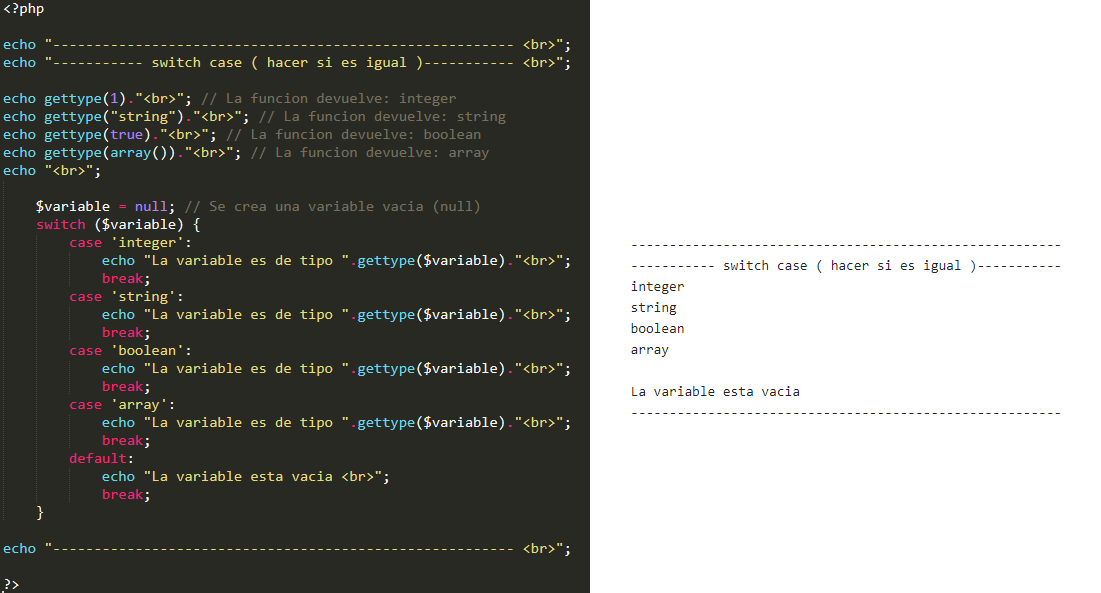 <?php
echo "-------------------------------------------------------- <br>";
echo "----------- switch case ( hacer si es igual )----------- <br>";
echo gettype(1)."<br>"; // La funcion devuelve: integer
echo gettype("string")."<br>"; // La funcion devuelve: string
echo gettype(true)."<br>"; // La funcion devuelve: boolean
echo gettype(array())."<br>"; // La funcion devuelve: array
echo "<br>";
$variable = null; // Se crea una variable vacia (null)
switch ($variable) {
case 'integer':
echo "La variable es de tipo ".gettype($variable)."<br>";
break;
case 'string':
echo "La variable es de tipo ".gettype($variable)."<br>";
break;
case 'boolean':
echo "La variable es de tipo ".gettype($variable)."<br>";
break;
case 'array':
echo "La variable es de tipo ".gettype($variable)."<br>";
break;
default:
echo "La variable esta vacia <br>";
break;
}
echo "-------------------------------------------------------- <br>";
?>
--------------------------------------------------------
----------- switch case ( hacer si es igual )-----------
integer
string
boolean
array
La variable esta vacia
--------------------------------------------------------